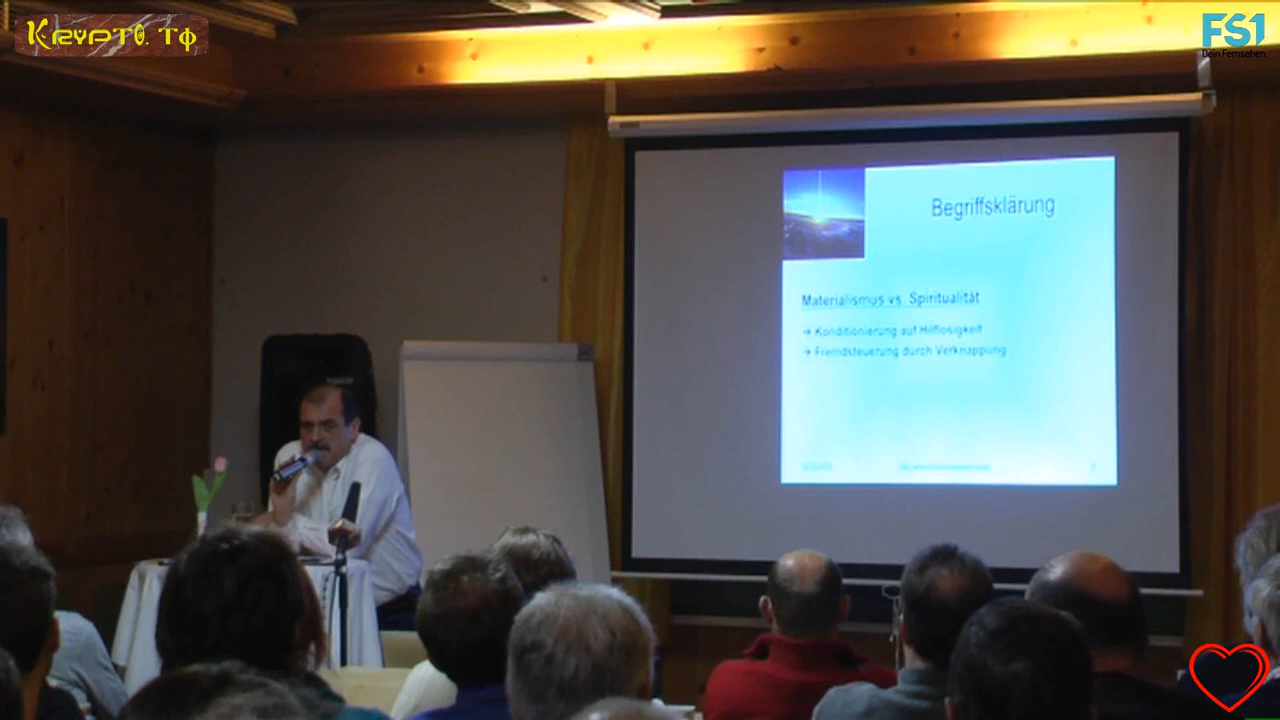 Krypto.TV
FS1
Dein Fernsehen.
Begriffsklärung
Materialismus vs. Spiritualität
→ Konditionierung auf Hilflosigkeit
→ Fremdsteuerung durch Verknappung